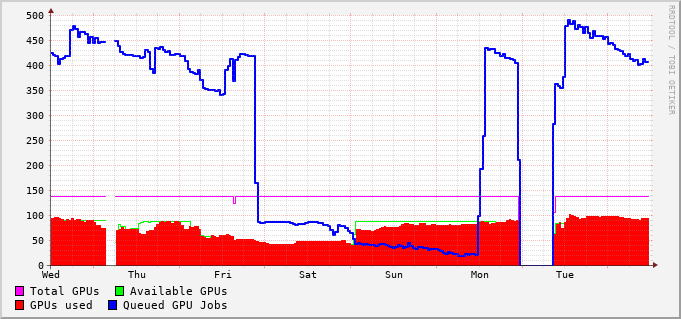 500
450
400
350
300
250
200
150
100
50
0
Wed Thu Fri Sat Sun Mon Tue
Total GPUs Available GPUs
GPUs used Queued GPU Jobs
RRDTOOL / TOBI OETIKER